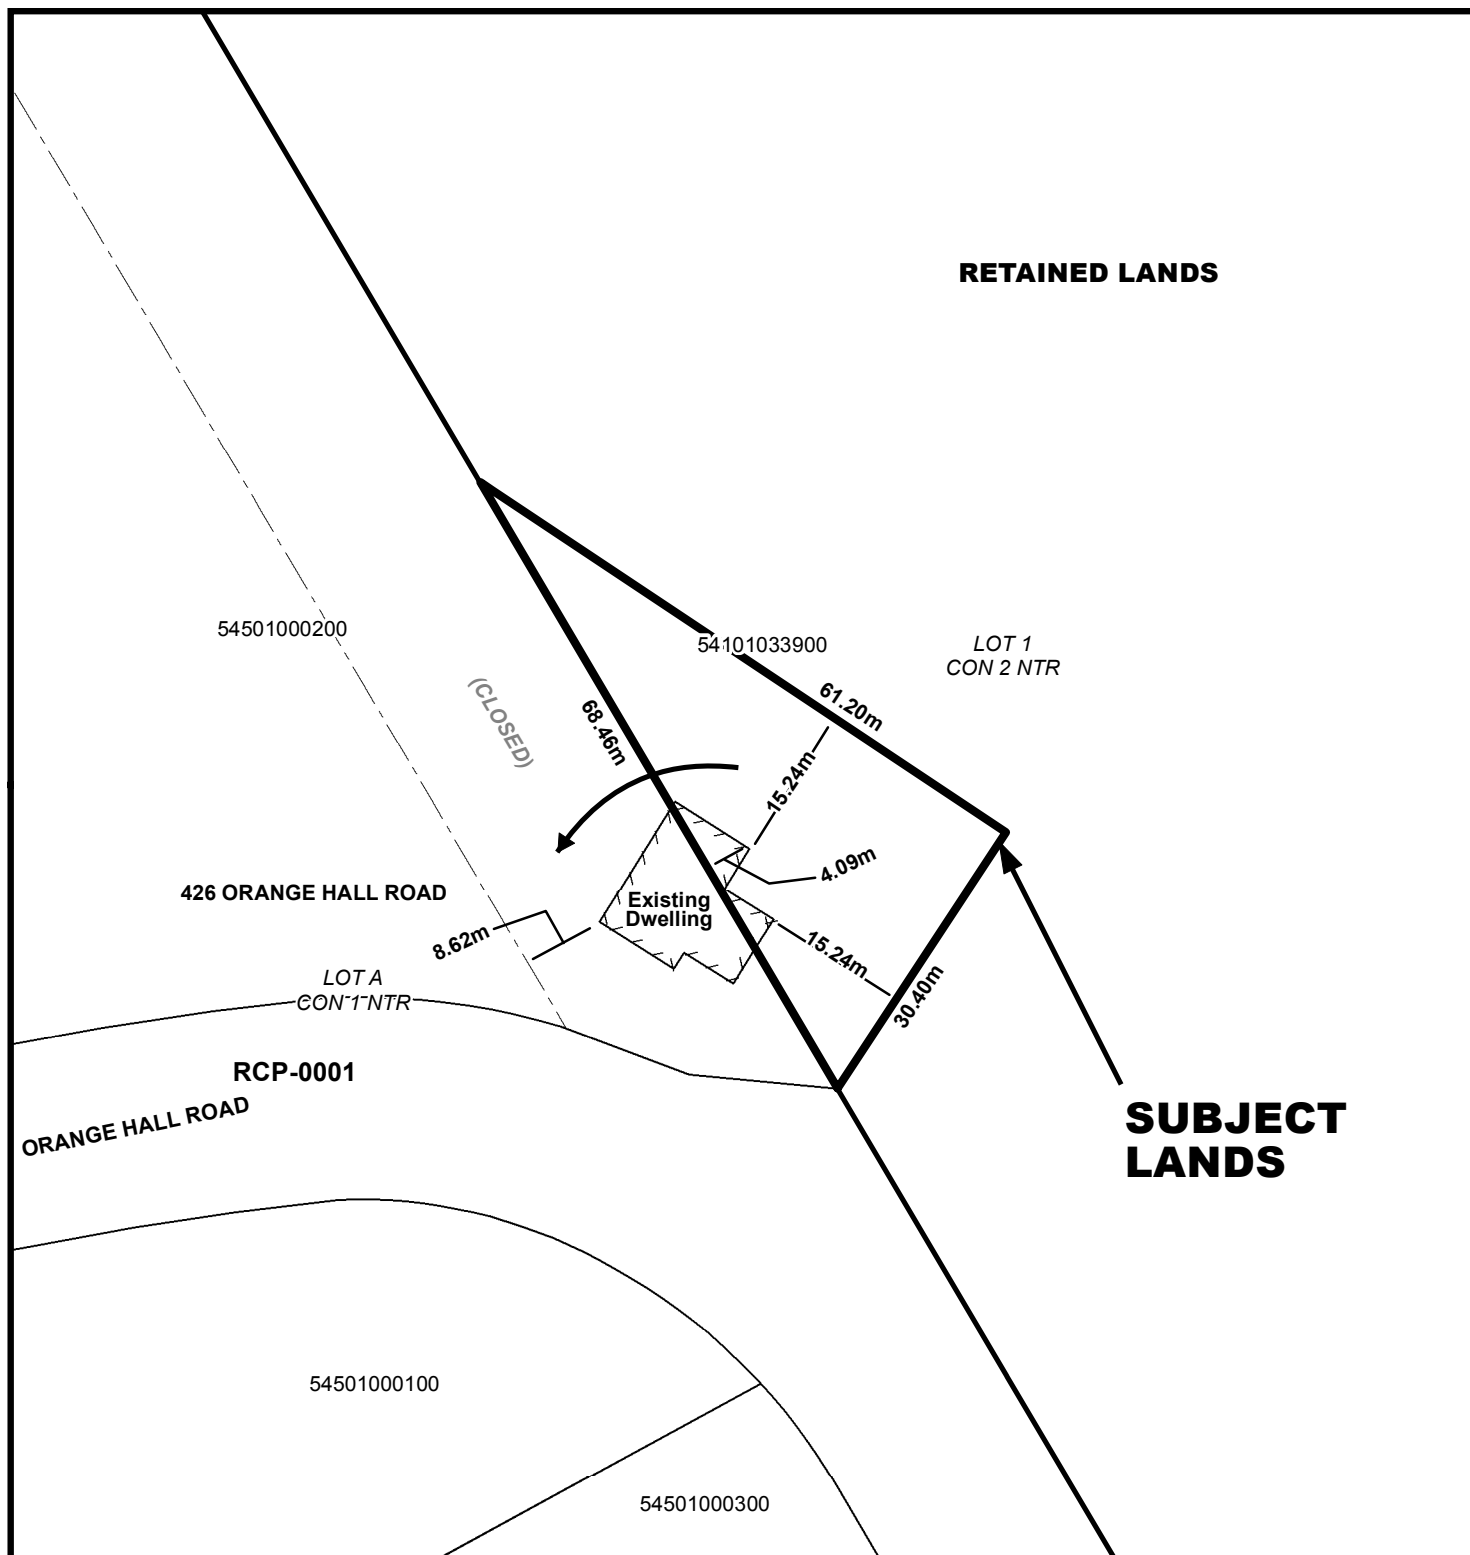 RETAINED LANDS
54501000200
54101033900
LOT 1
CON 2 NTR
61.20m
(CLOSED)
68.46m
15.24m
4.09m
426 ORANGE HALL ROAD
Existing
Dwelling
8.62m
15.24m
LOT A
CON 1 NTR
30.40m
RCP-0001
ORANGE HALL ROAD
SUBJECT
LANDS
54501000100
54501000300